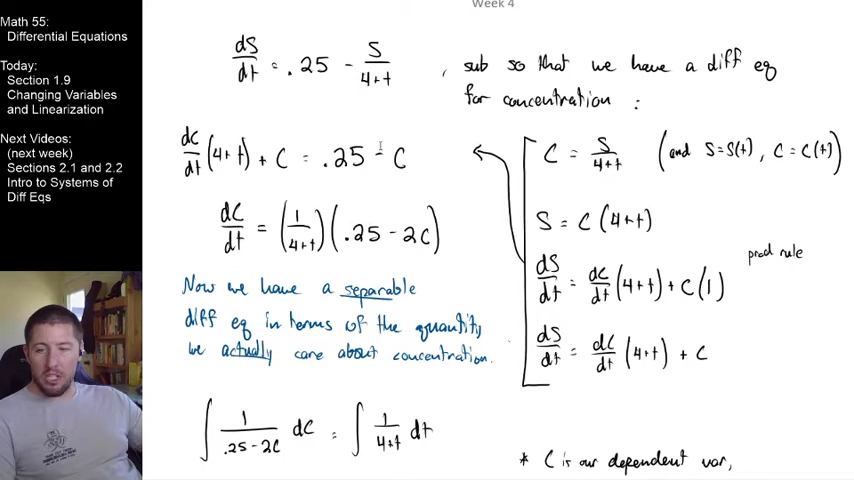 Week 4
Math 55:
Differential Equations
Today:
Section 1.9
Changing Variables
and Linearization
Next Videos:
(next week)
Sections 2.1 and 2.2
Intro to Systems of
Diff Eqs
dS/dt = .25 - S/(4+t) , sub so that we have a diff eq
for concentration :
dC/dt (4+t) + C = .25 - C
dC/dt = (1/(4+t)) (.25 - 2C)
Now we have a separable
diff eq in terms of the quantity
we actually care about concentration.
∫ 1/(.25-2C) dC = ∫ 1/(4+t) dt
C = S/(4+t) (and S=S(t), C=C(t))
S = C(4+t)
prod rule
dS/dt = dC/dt (4+t) + C(1)
dS/dt = dC/dt (4+t) + C
* C is our dependent var,